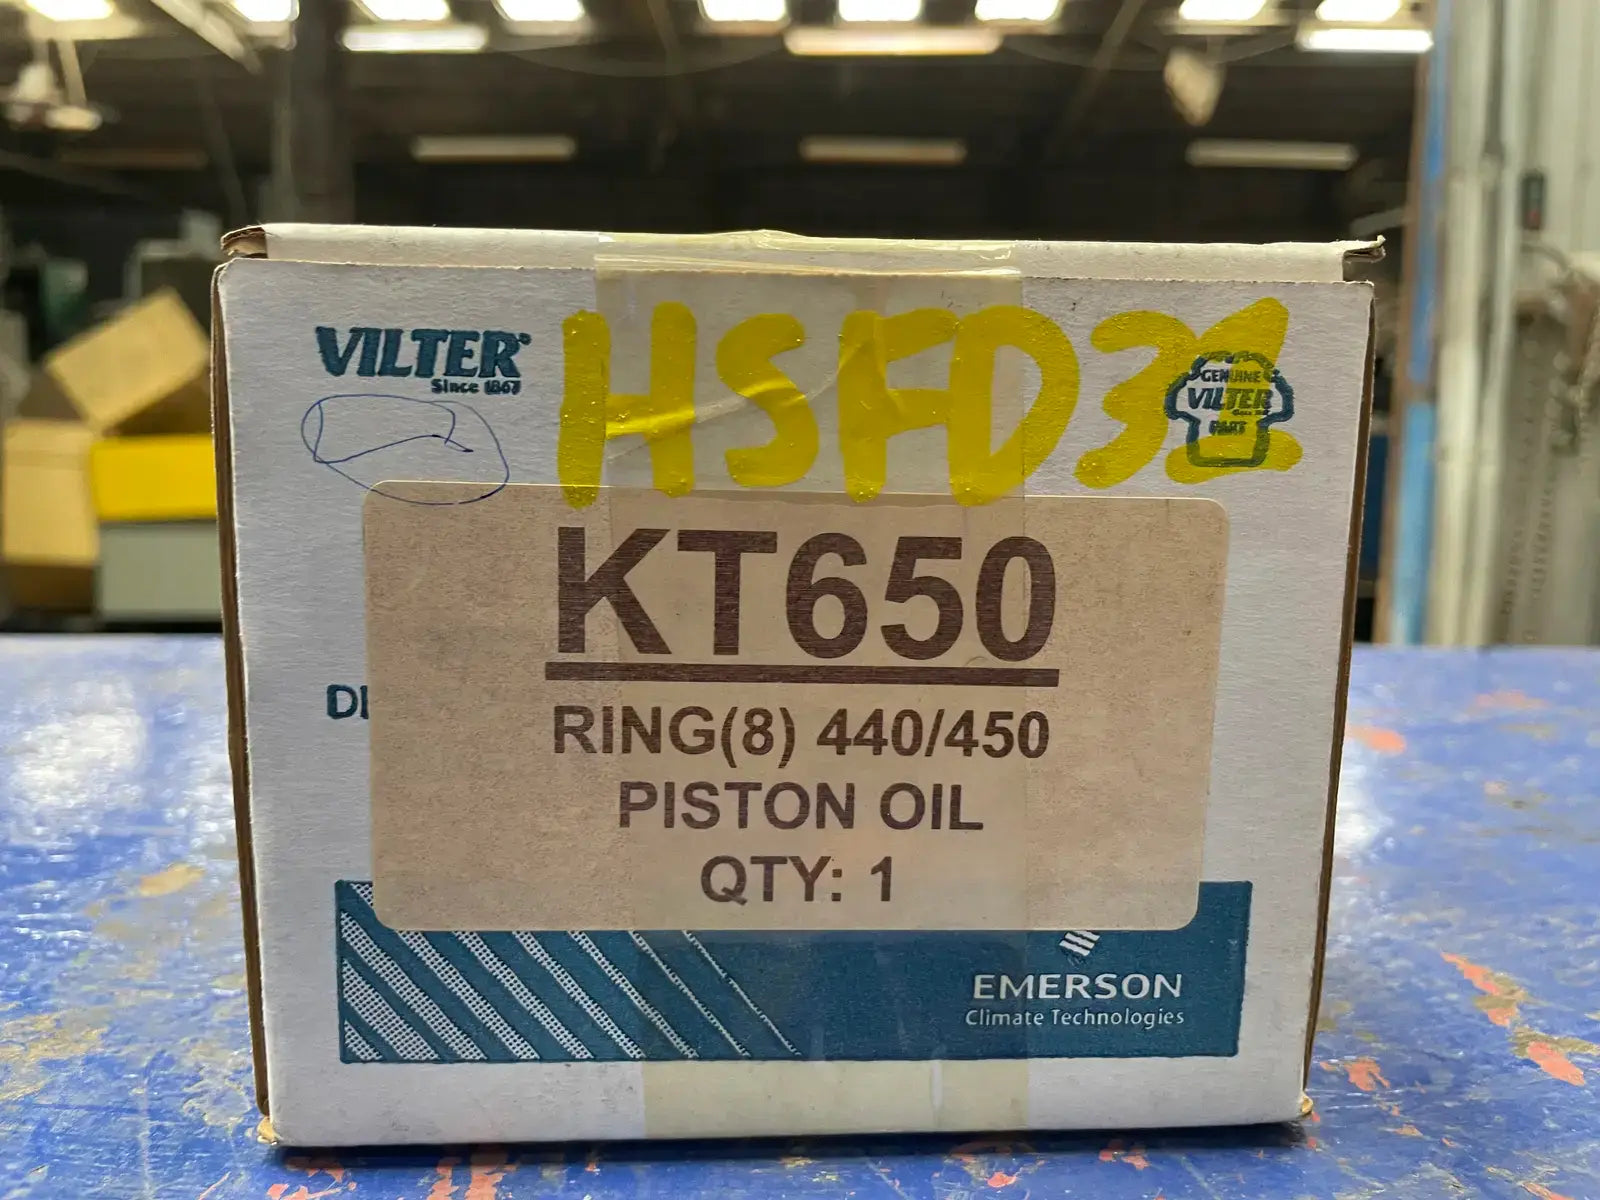 VILTER
Since 1867
HSFD31
GENUINE
VILTER
PART
KT650
RING(8) 440/450
PISTON OIL
QTY: 1
EMERSON
Climate Technologies